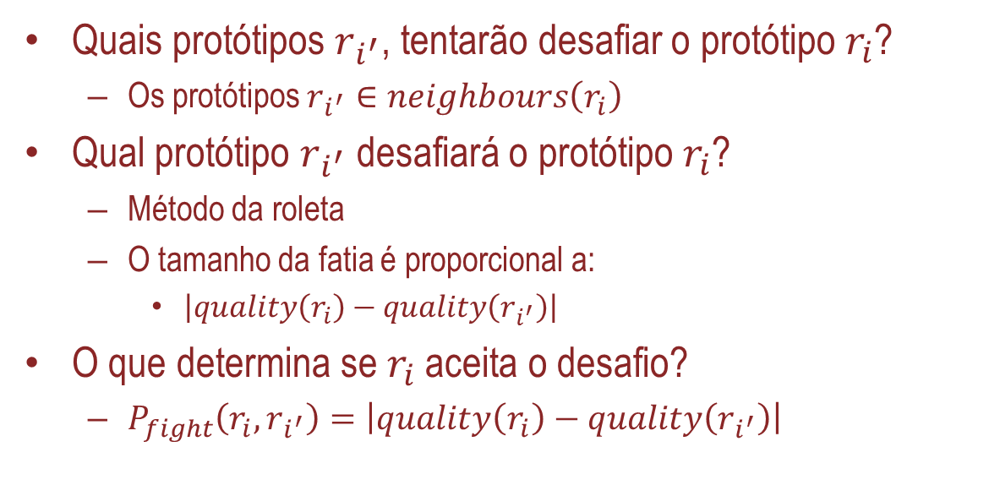 • Quais protótipos r_{i'}, tentarão desafiar o protótipo r_i?
– Os protótipos r_{i'} ∈ neighbours(r_i)
• Qual protótipo r_{i'} desafiará o protótipo r_i?
– Método da roleta
– O tamanho da fatia é proporcional a:
• |quality(r_i) − quality(r_{i'})|
• O que determina se r_i aceita o desafio?
– P_{fight}(r_i, r_{i'}) = |quality(r_i) − quality(r_{i'})|